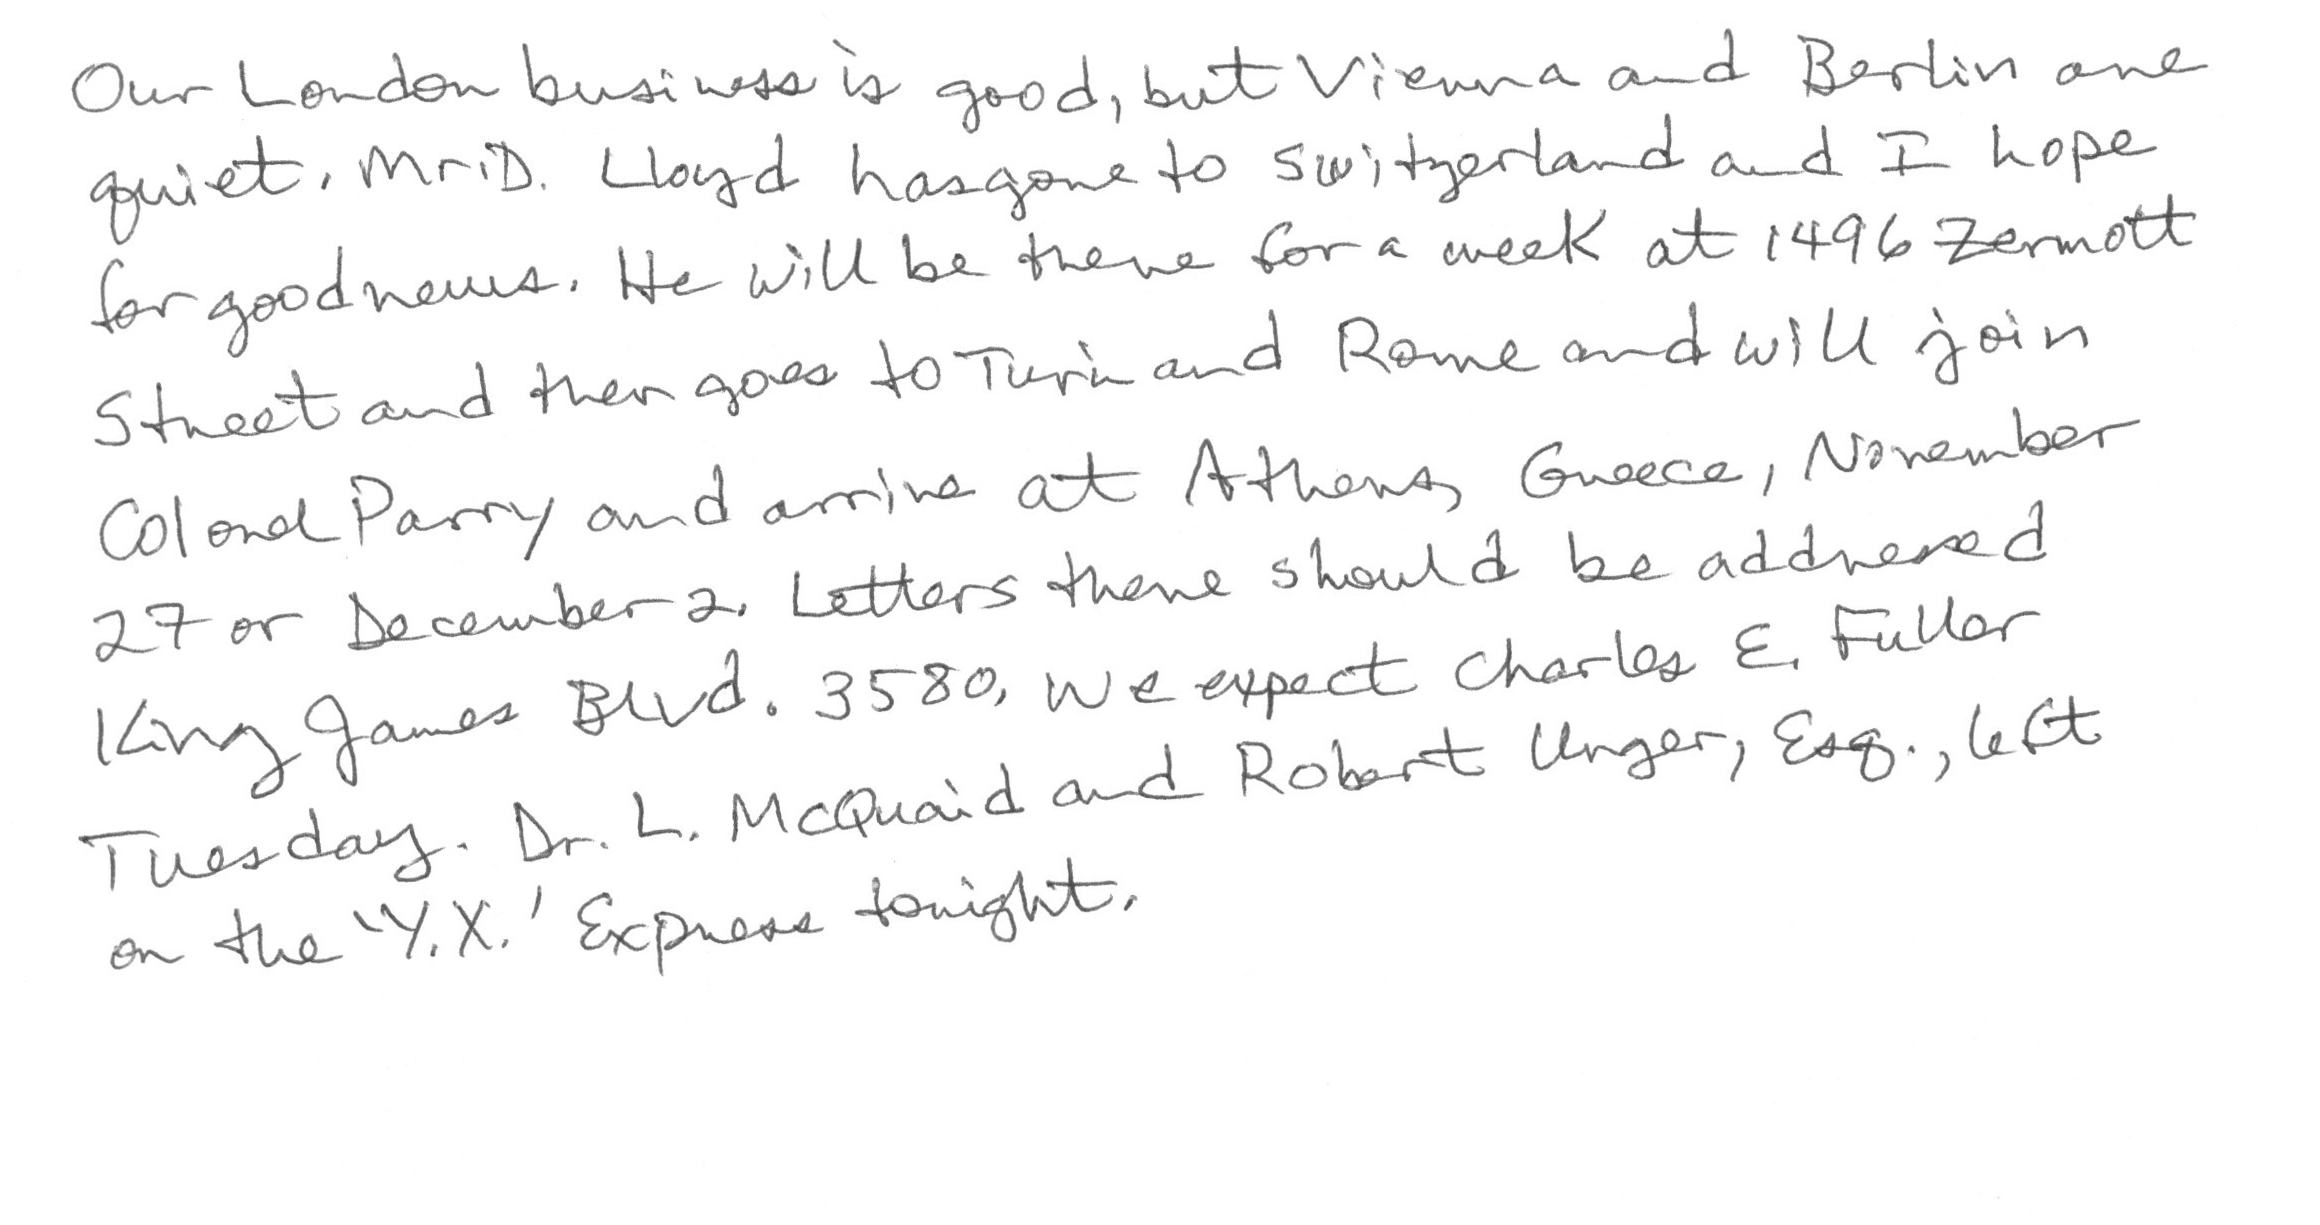 Our London business is good, but Vienna and Berlin are
quiet. Mr. D. Lloyd has gone to Switzerland and I hope
for good news. He will be there for a week at 1496 Zermott
Street and then goes to Turin and Rome and will join
Colonel Parry and arrive at Athens, Greece, November
27 or December 2. Letters there should be addressed
King James Blvd. 3580. We expect Charles E. Fuller
Tuesday. Dr. L. McQuaid and Robert Unger, Esq., left
on the 'Y.X.' Express tonight.